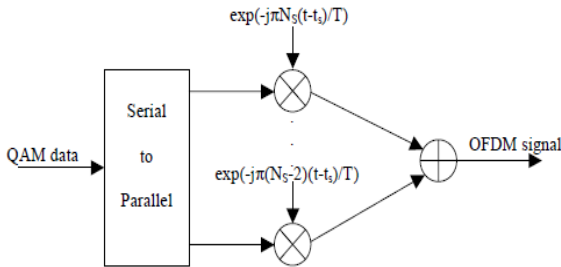 exp(-jπN_S(t-t_s)/T)
Serial
to
Parallel
QAM data
OFDM signal
exp(-jπ(N_S-2)(t-t_s)/T)